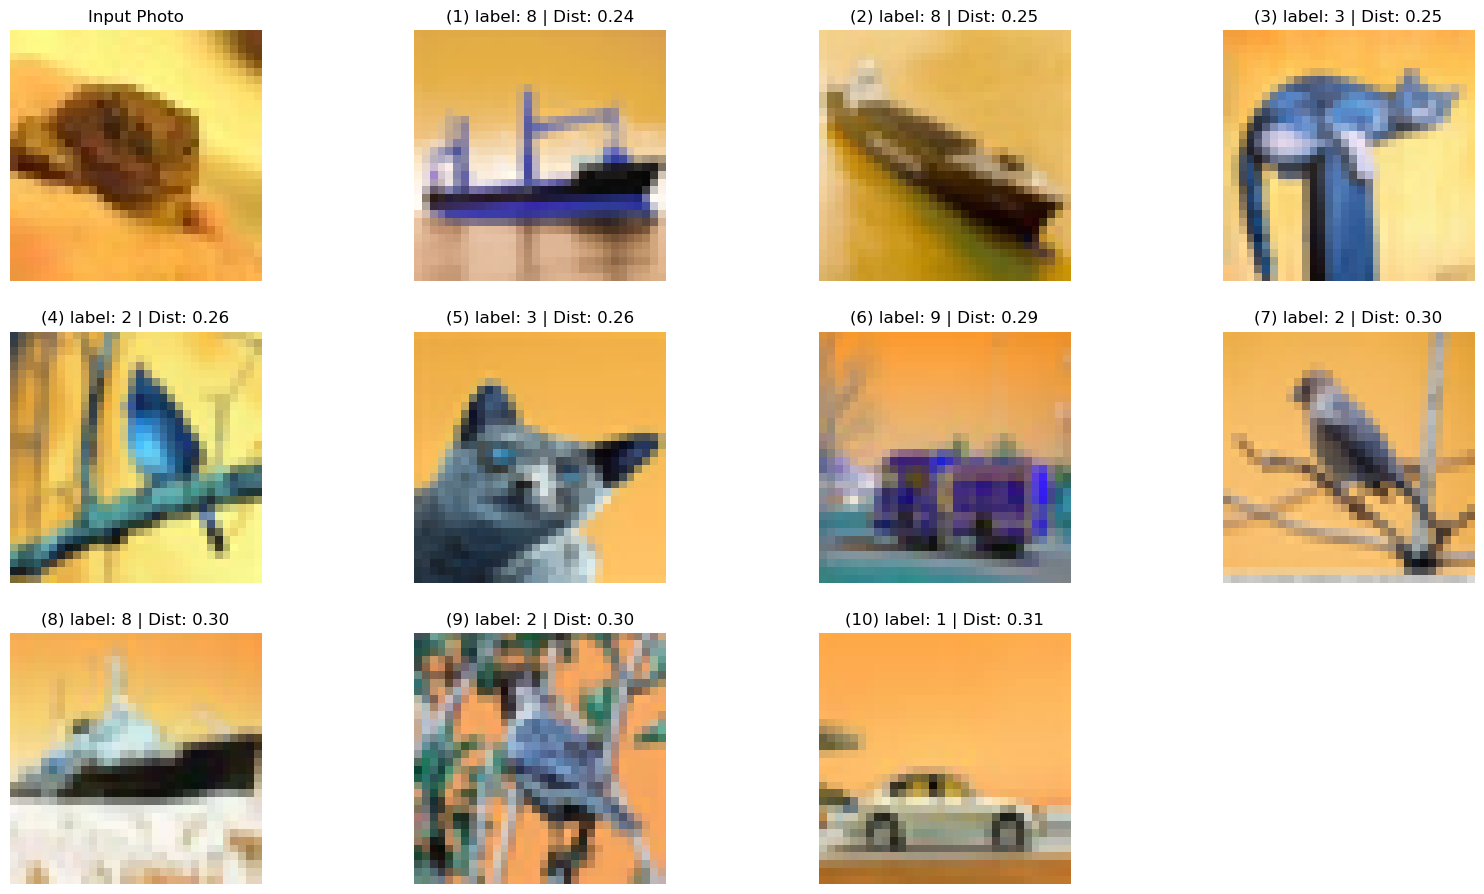 Input Photo
(1) label: 8 | Dist: 0.24
(2) label: 8 | Dist: 0.25
(3) label: 3 | Dist: 0.25
(4) label: 2 | Dist: 0.26
(5) label: 3 | Dist: 0.26
(6) label: 9 | Dist: 0.29
(7) label: 2 | Dist: 0.30
(8) label: 8 | Dist: 0.30
(9) label: 2 | Dist: 0.30
(10) label: 1 | Dist: 0.31